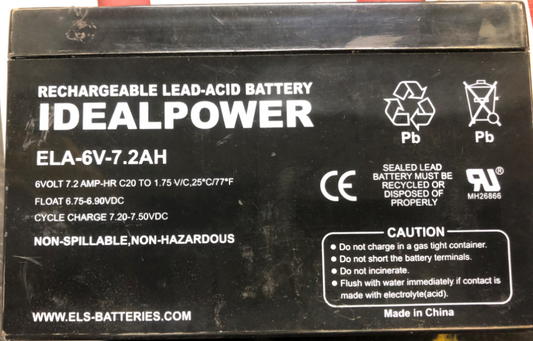 RECHARGEABLE LEAD-ACID BATTERY
IDEALPOWER
ELA-6V-7.2AH
6VOLT 7.2 AMP-HR C20 TO 1.75 V/C,25°C/77°F
FLOAT 6.75-6.90VDC
CYCLE CHARGE 7.20-7.50VDC
NON-SPILLABLE,NON-HAZARDOUS
WWW.ELS-BATTERIES.COM
Pb
Pb
CE
SEALED LEAD
BATTERY MUST BE
RECYCLED OR
DISPOSED OF
PROPERLY
RU
MH26866
CAUTION
● Do not charge in a gas tight container.
● Do not short the battery terminals.
● Do not incinerate.
● Flush with water immediately if contact is
made with electrolyte(acid).
Made in China